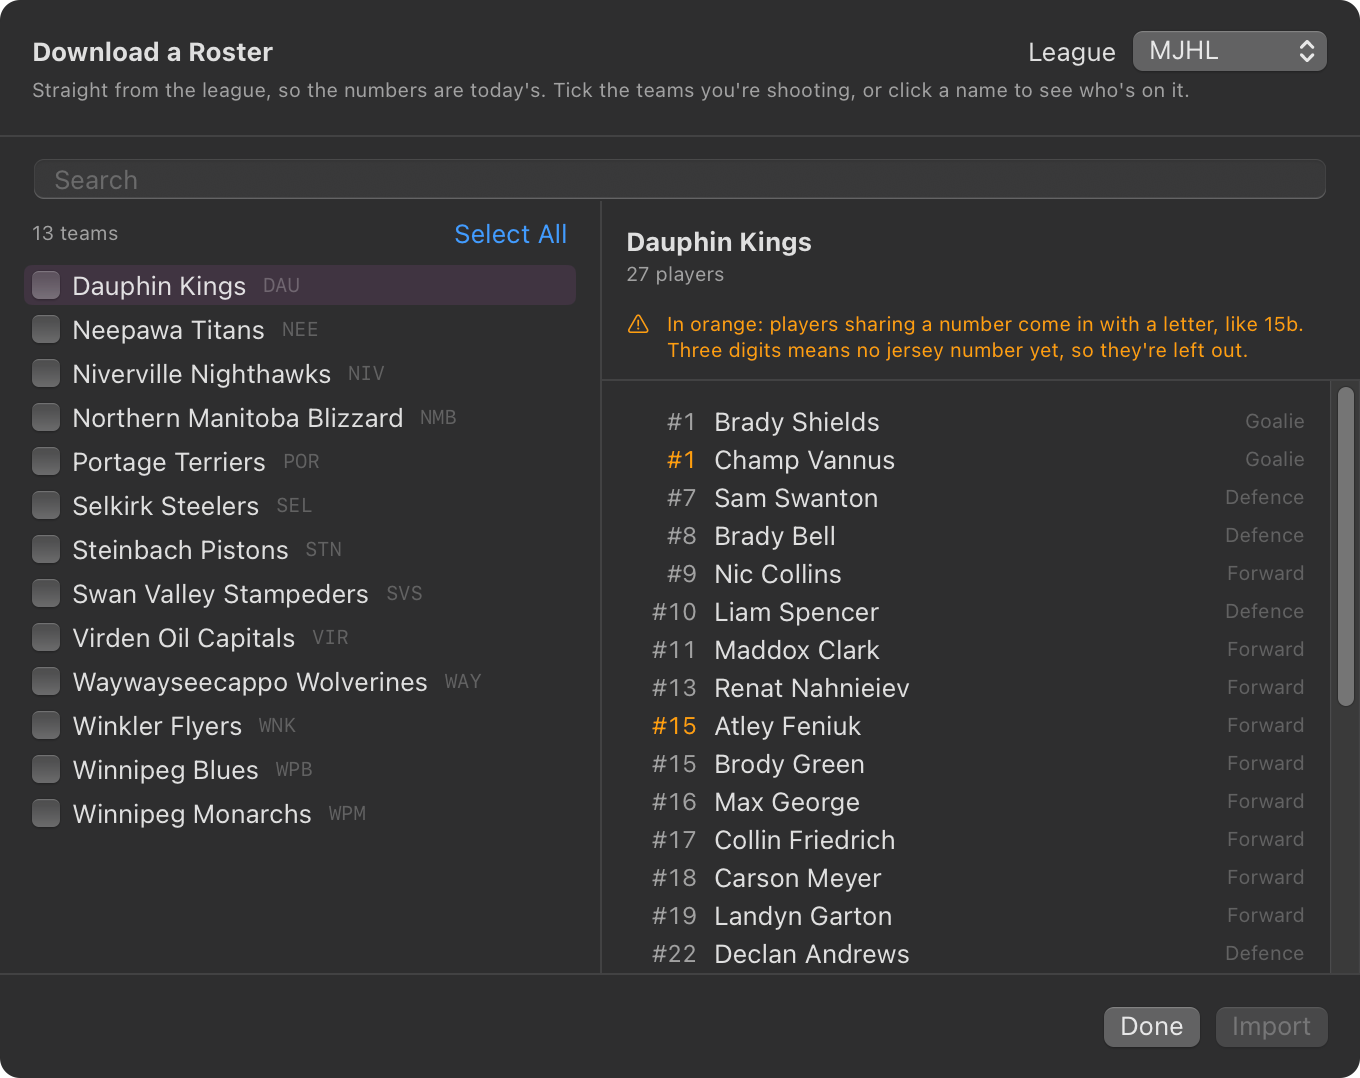 Download a Roster
League MJHL
Straight from the league, so the numbers are today's. Tick the teams you're shooting, or click a name to see who's on it.
Search
13 teams Select All
Dauphin Kings DAU
Neepawa Titans NEE
Niverville Nighthawks NIV
Northern Manitoba Blizzard NMB
Portage Terriers POR
Selkirk Steelers SEL
Steinbach Pistons STN
Swan Valley Stampeders SVS
Virden Oil Capitals VIR
Waywayseecappo Wolverines WAY
Winkler Flyers WNK
Winnipeg Blues WPB
Winnipeg Monarchs WPM
Dauphin Kings
27 players
In orange: players sharing a number come in with a letter, like 15b.
Three digits means no jersey number yet, so they're left out.
#1 Brady Shields Goalie
#1 Champ Vannus Goalie
#7 Sam Swanton Defence
#8 Brady Bell Defence
#9 Nic Collins Forward
#10 Liam Spencer Defence
#11 Maddox Clark Forward
#13 Renat Nahnieiev Forward
#15 Atley Feniuk Forward
#15 Brody Green Forward
#16 Max George Forward
#17 Collin Friedrich Forward
#18 Carson Meyer Forward
#19 Landyn Garton Forward
#22 Declan Andrews Defence
Done Import